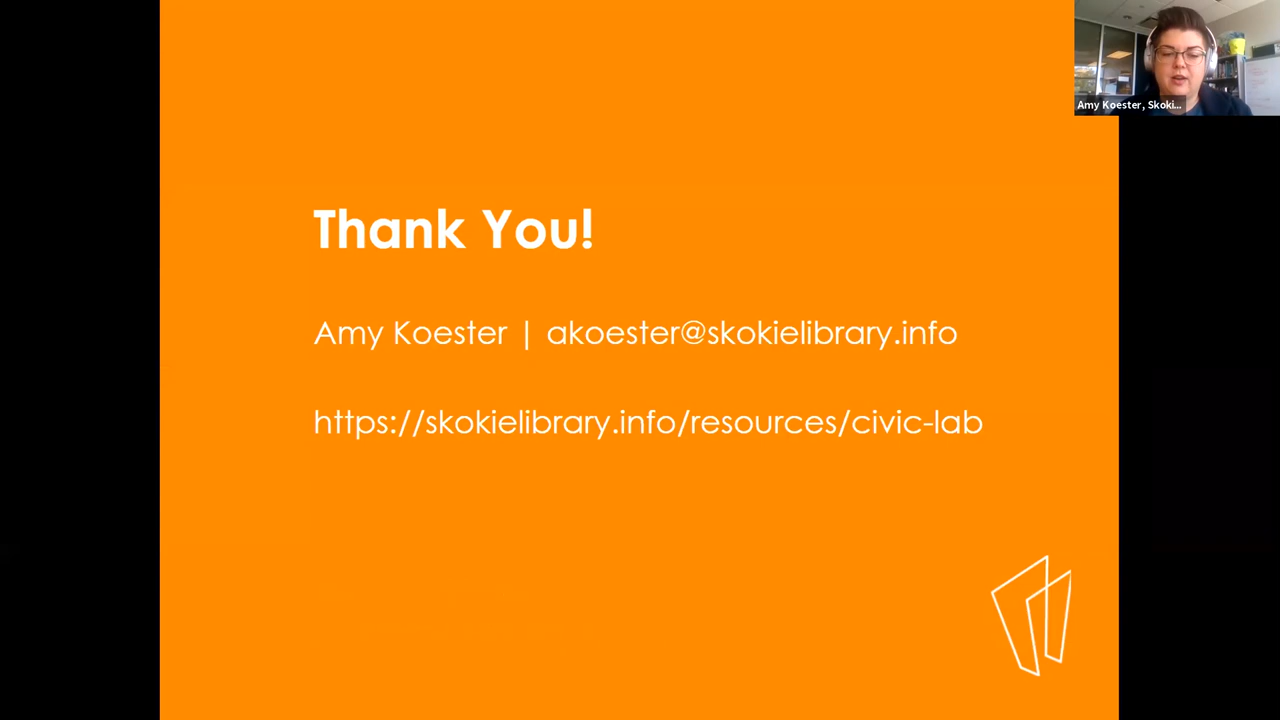 Amy Koester, Skoki...
Thank You!
Amy Koester | akoester@skokielibrary.info
https://skokielibrary.info/resources/civic-lab